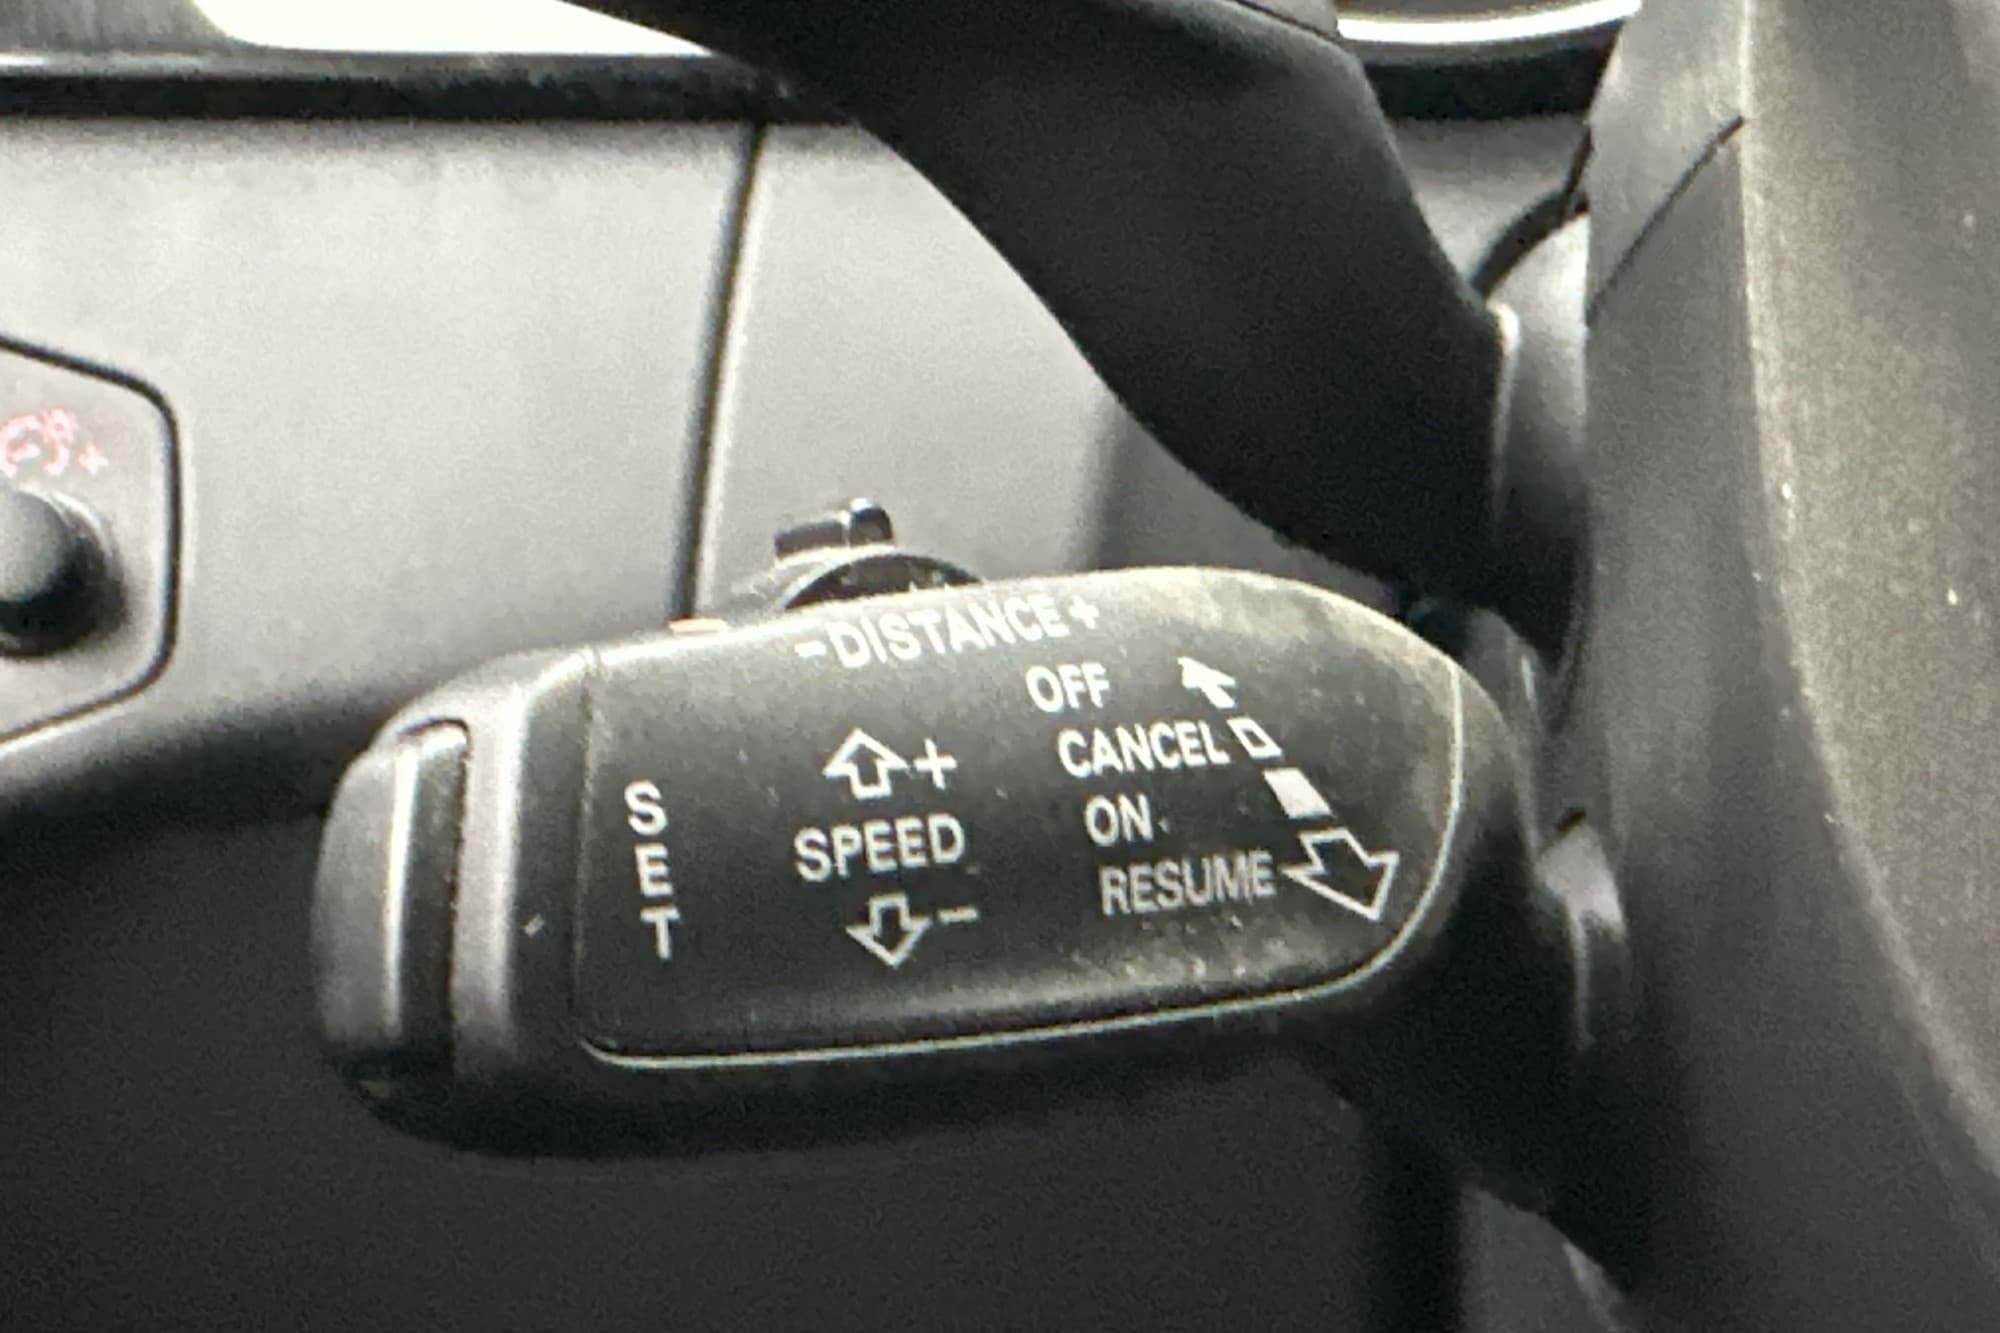 -DISTANCE+
OFF
CANCEL
ON
RESUME
+
SPEED
-
SET